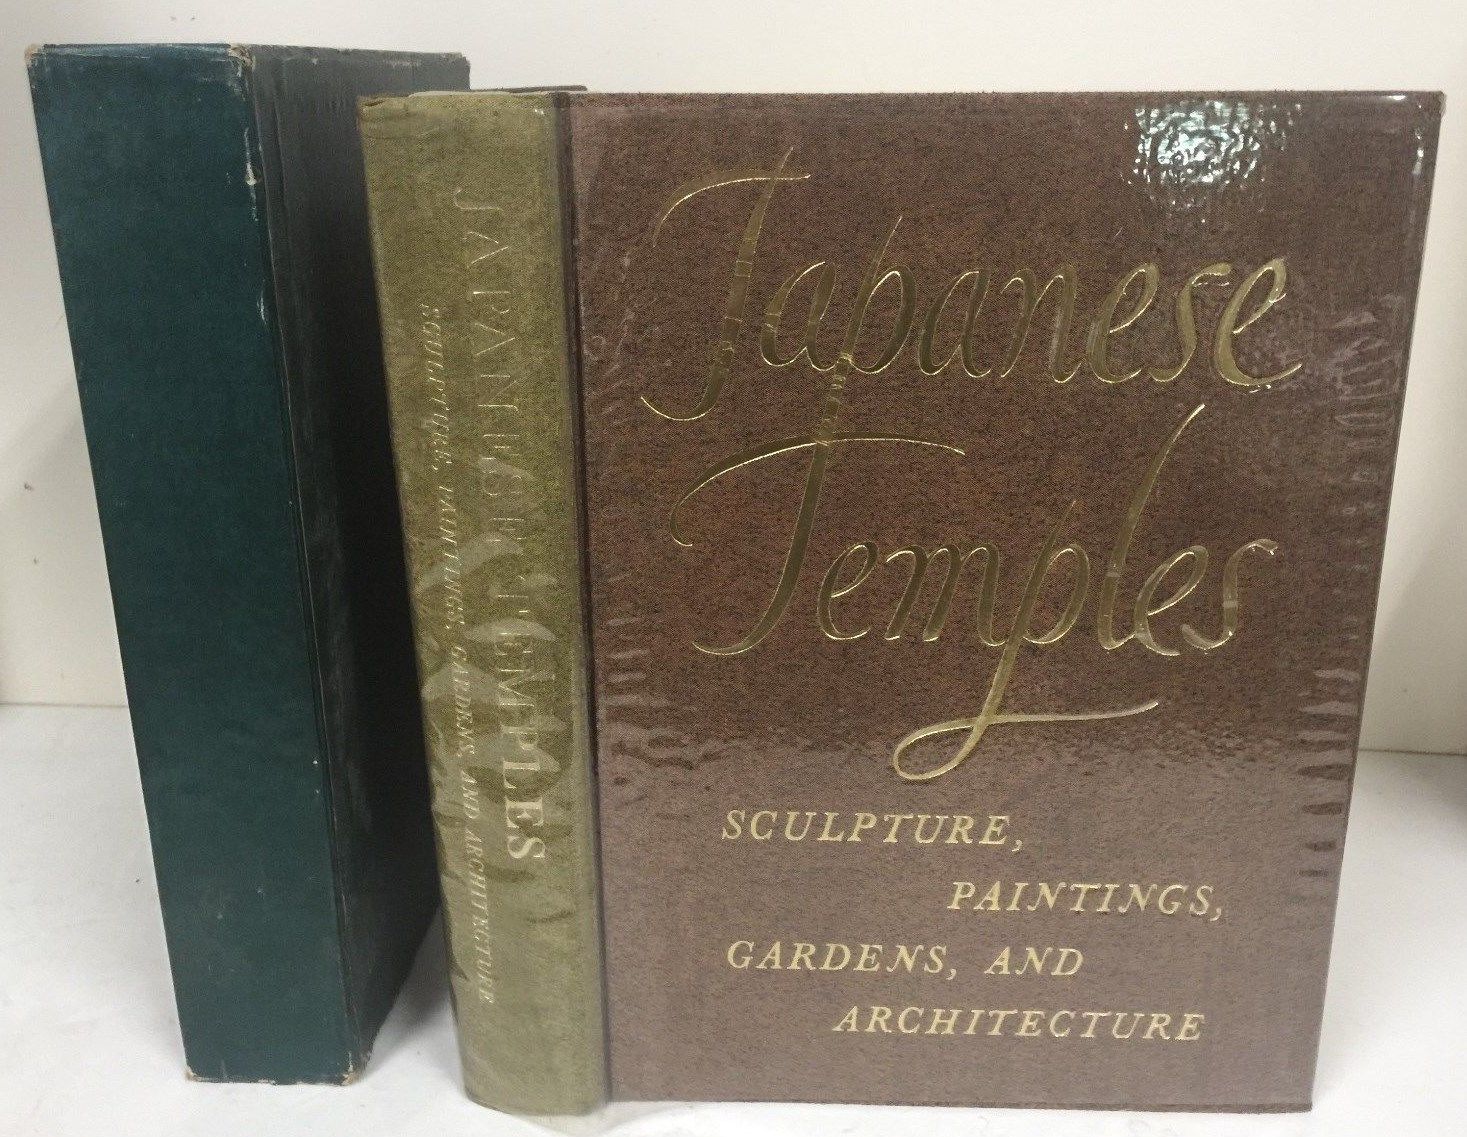 JAPANESE TEMPLES
SCULPTURE, PAINTINGS, GARDENS, AND ARCHITECTURE
Japanese
Temples
SCULPTURE,
PAINTINGS,
GARDENS, AND
ARCHITECTURE